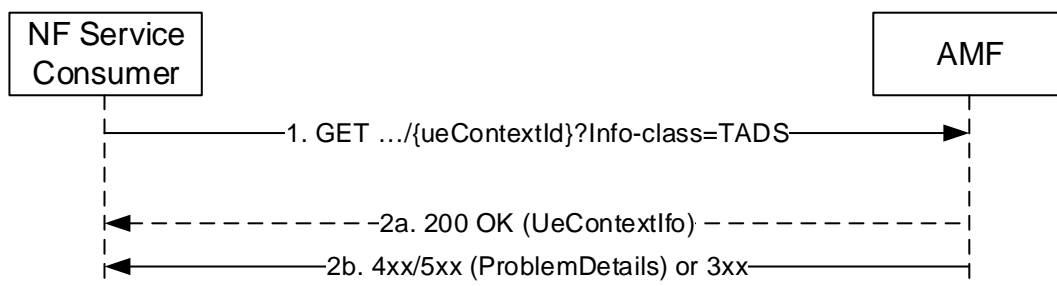 NF Service
Consumer
AMF
1. GET …/{ueContextId}?Info-class=TADS
2a. 200 OK (UeContextIfo)
2b. 4xx/5xx (ProblemDetails) or 3xx